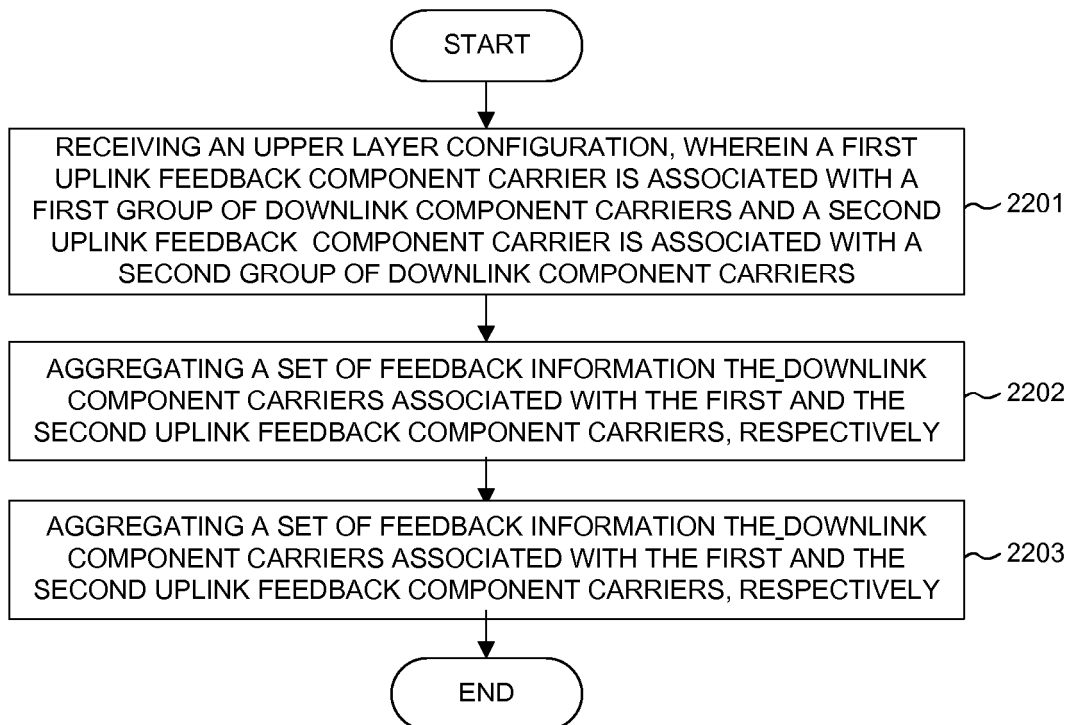 START
RECEIVING AN UPPER LAYER CONFIGURATION, WHEREIN A FIRST
UPLINK FEEDBACK COMPONENT CARRIER IS ASSOCIATED WITH A
FIRST GROUP OF DOWNLINK COMPONENT CARRIERS AND A SECOND
UPLINK FEEDBACK COMPONENT CARRIER IS ASSOCIATED WITH A
SECOND GROUP OF DOWNLINK COMPONENT CARRIERS
2201
AGGREGATING A SET OF FEEDBACK INFORMATION THE_DOWNLINK
COMPONENT CARRIERS ASSOCIATED WITH THE FIRST AND THE
SECOND UPLINK FEEDBACK COMPONENT CARRIERS, RESPECTIVELY
2202
AGGREGATING A SET OF FEEDBACK INFORMATION THE_DOWNLINK
COMPONENT CARRIERS ASSOCIATED WITH THE FIRST AND THE
SECOND UPLINK FEEDBACK COMPONENT CARRIERS, RESPECTIVELY
2203
END